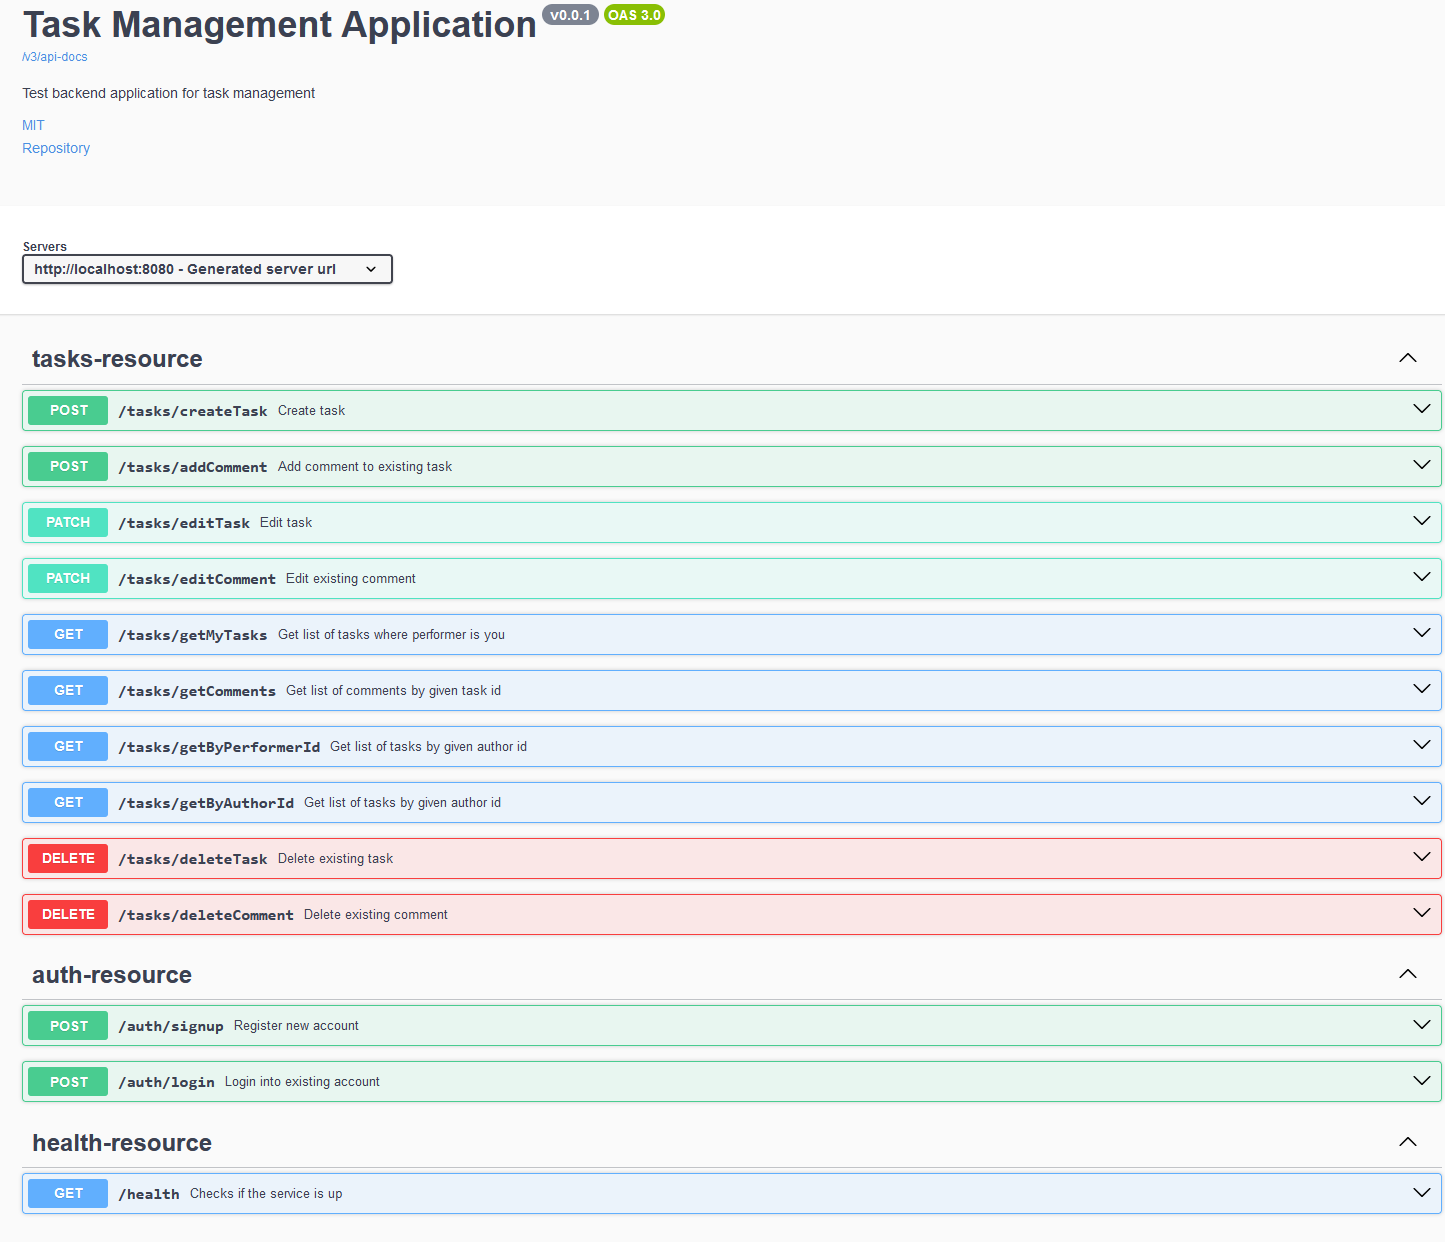 Task Management Application v0.0.1 OAS 3.0
/v3/api-docs
Test backend application for task management
MIT
Repository
Servers
http://localhost:8080 - Generated server url
tasks-resource
POST /tasks/createTask Create task
POST /tasks/addComment Add comment to existing task
PATCH /tasks/editTask Edit task
PATCH /tasks/editComment Edit existing comment
GET /tasks/getMyTasks Get list of tasks where performer is you
GET /tasks/getComments Get list of comments by given task id
GET /tasks/getByPerformerId Get list of tasks by given author id
GET /tasks/getByAuthorId Get list of tasks by given author id
DELETE /tasks/deleteTask Delete existing task
DELETE /tasks/deleteComment Delete existing comment
auth-resource
POST /auth/signup Register new account
POST /auth/login Login into existing account
health-resource
GET /health Checks if the service is up